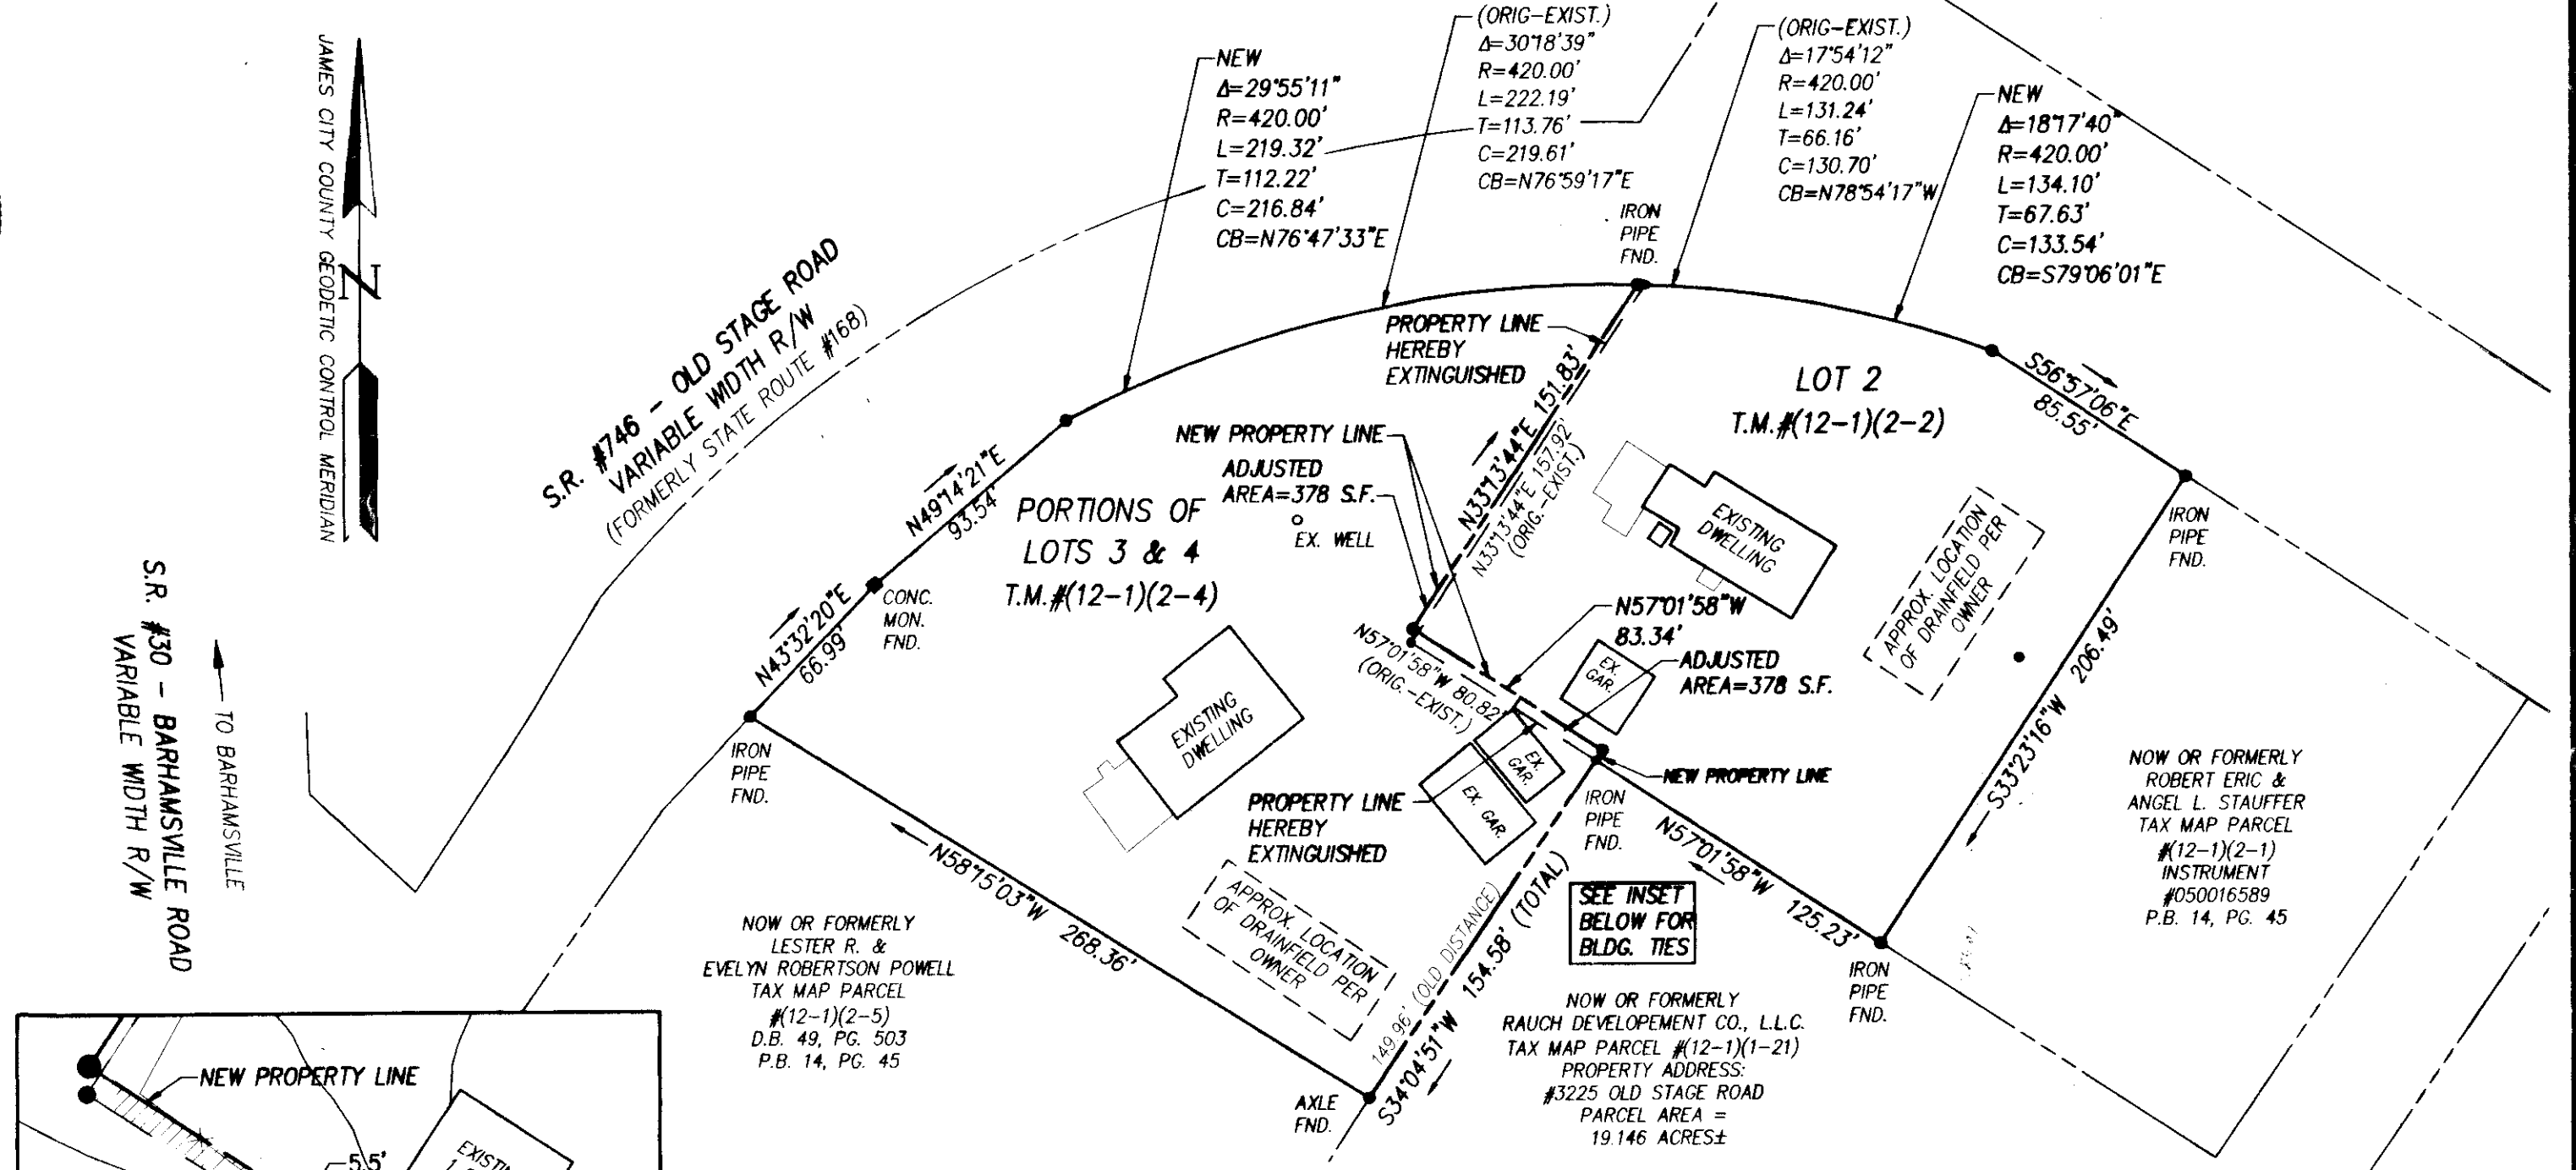 JAMES CITY COUNTY GEODETIC CONTROL MERIDIAN
N
S.R. #746 - OLD STAGE ROAD
VARIABLE WIDTH R/W
(FORMERLY STATE ROUTE #168)
S.R. #30 - BARHAMSVILLE ROAD
VARIABLE WIDTH R/W
TO BARHAMSVILLE
NEW
Δ=29°55'11"
R=420.00'
L=219.32'
T=112.22'
C=216.84'
CB=N76°47'33"E
(ORIG-EXIST.)
Δ=30°18'39"
R=420.00'
L=222.19'
T=113.76'
C=219.61'
CB=N76°59'17"E
(ORIG-EXIST.)
Δ=17°54'12"
R=420.00'
L=131.24'
T=66.16'
C=130.70'
CB=N78°54'17"W
NEW
Δ=18°17'40"
R=420.00'
L=134.10'
T=67.63'
C=133.54'
CB=S79°06'01"E
IRON
PIPE
FND.
PROPERTY LINE
HEREBY
EXTINGUISHED
LOT 2
T.M.#(12-1)(2-2)
S56°57'06"E
85.55'
NEW PROPERTY LINE
ADJUSTED
AREA=378 S.F.
EX. WELL
N33°13'44"E 151.83'
N33°13'44"E 157.92'
(ORIG.-EXIST.)
N49°14'21"E
93.54'
PORTIONS OF
LOTS 3 & 4
T.M.#(12-1)(2-4)
N43°32'20"E
66.99'
CONC.
MON.
FND.
EXISTING
DWELLING
APPROX. LOCATION
OF DRAINFIELD PER
OWNER
IRON
PIPE
FND.
S33°23'16"W 206.49'
N57°01'58"W
83.34'
N57°01'58"W 80.82'
(ORIG.-EXIST.)
EX.
GAR.
ADJUSTED
AREA=378 S.F.
EXISTING
DWELLING
IRON
PIPE
FND.
EX.
GAR.
EX. GAR.
NEW PROPERTY LINE
PROPERTY LINE
HEREBY
EXTINGUISHED
IRON
PIPE
FND.
N57°01'58"W 125.23'
N58°15'03"W 268.36'
APPROX. LOCATION
OF DRAINFIELD PER
OWNER
149.96' (OLD DISTANCE)
S34°04'51"W 154.58' (TOTAL)
SEE INSET
BELOW FOR
BLDG. TIES
IRON
PIPE
FND.
NOW OR FORMERLY
ROBERT ERIC &
ANGEL L. STAUFFER
TAX MAP PARCEL
#(12-1)(2-1)
INSTRUMENT
#050016589
P.B. 14, PG. 45
NOW OR FORMERLY
LESTER R. &
EVELYN ROBERTSON POWELL
TAX MAP PARCEL
#(12-1)(2-5)
D.B. 49, PG. 503
P.B. 14, PG. 45
NOW OR FORMERLY
RAUCH DEVELOPEMENT CO., L.L.C.
TAX MAP PARCEL #(12-1)(1-21)
PROPERTY ADDRESS:
#3225 OLD STAGE ROAD
PARCEL AREA =
19.146 ACRES±
AXLE
FND.
NEW PROPERTY LINE
5.5'